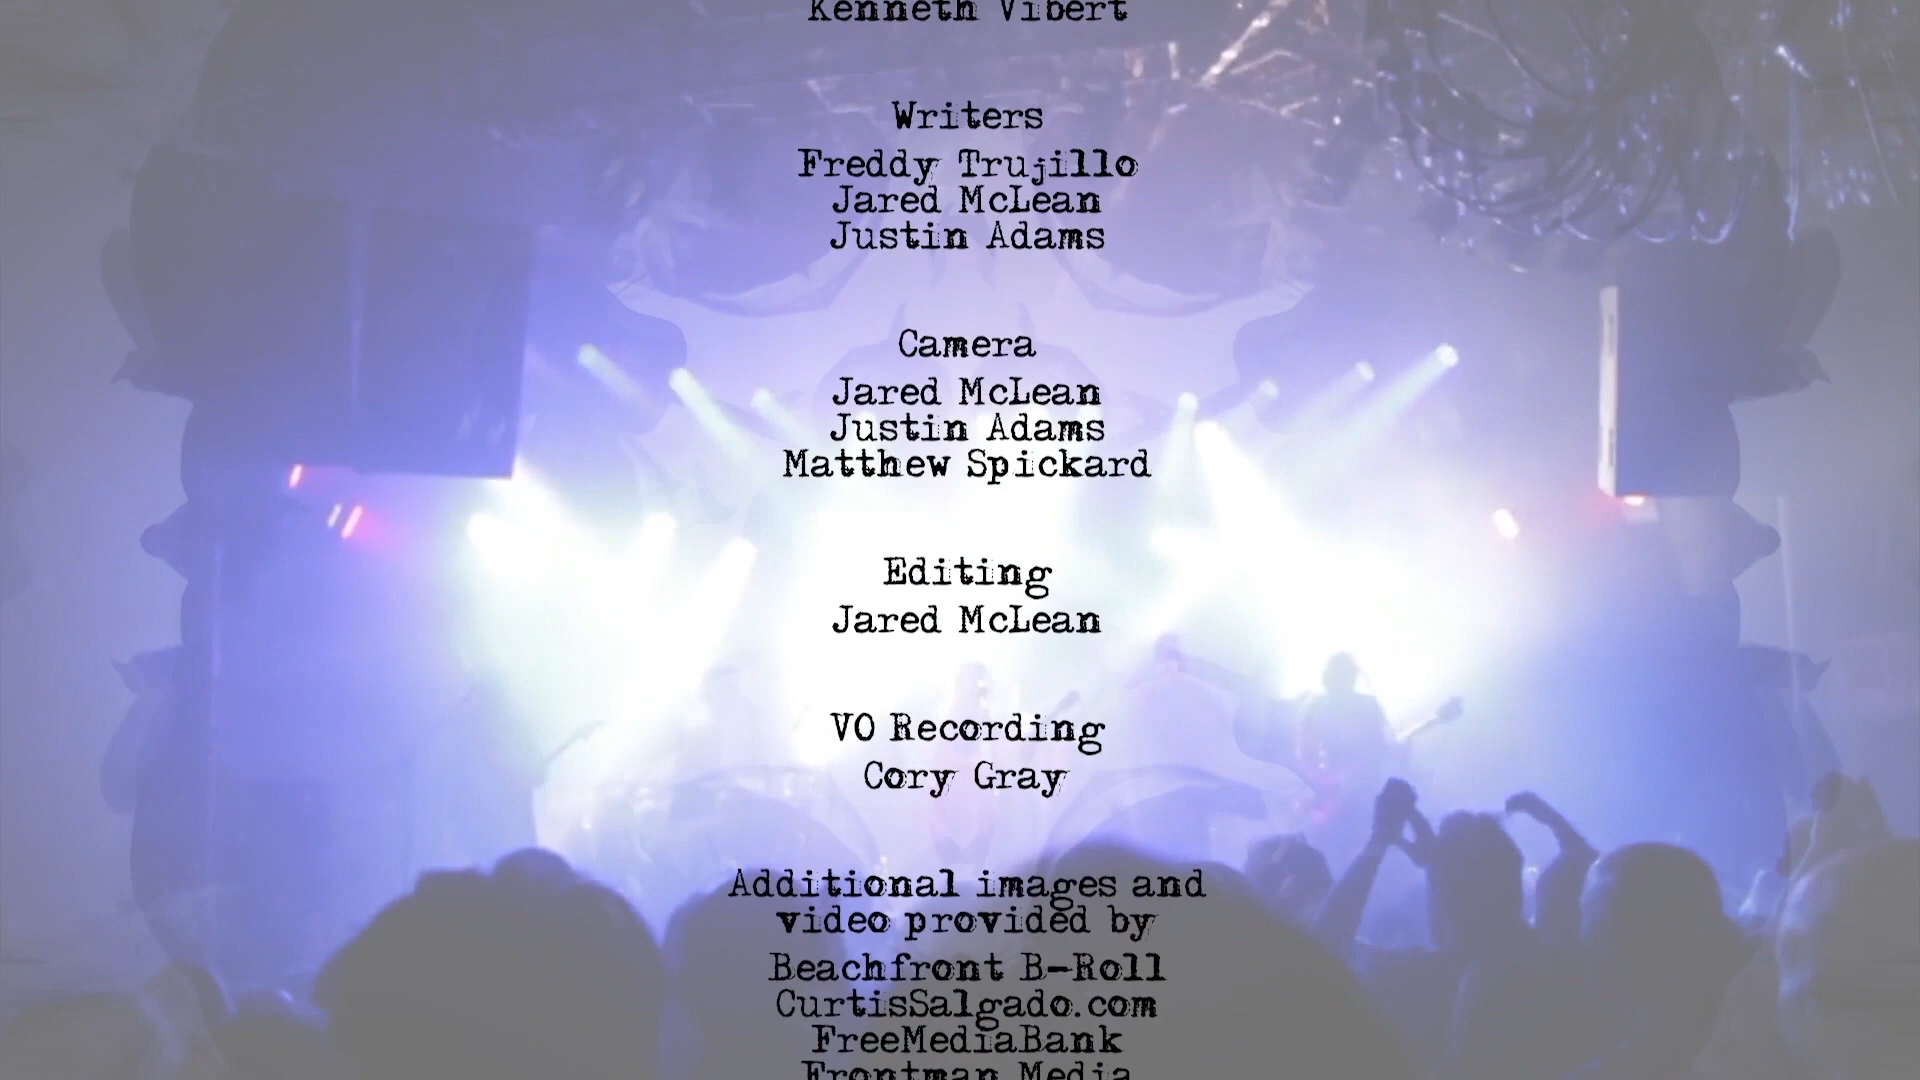 Kenneth Vibert
Writers
Freddy Trujillo
Jared McLean
Justin Adams
Camera
Jared McLean
Justin Adams
Matthew Spickard
Editing
Jared McLean
VO Recording
Cory Gray
Additional images and
video provided by
Beachfront B-Roll
CurtisSalgado.com
FreeMediaBank
Frontman Media